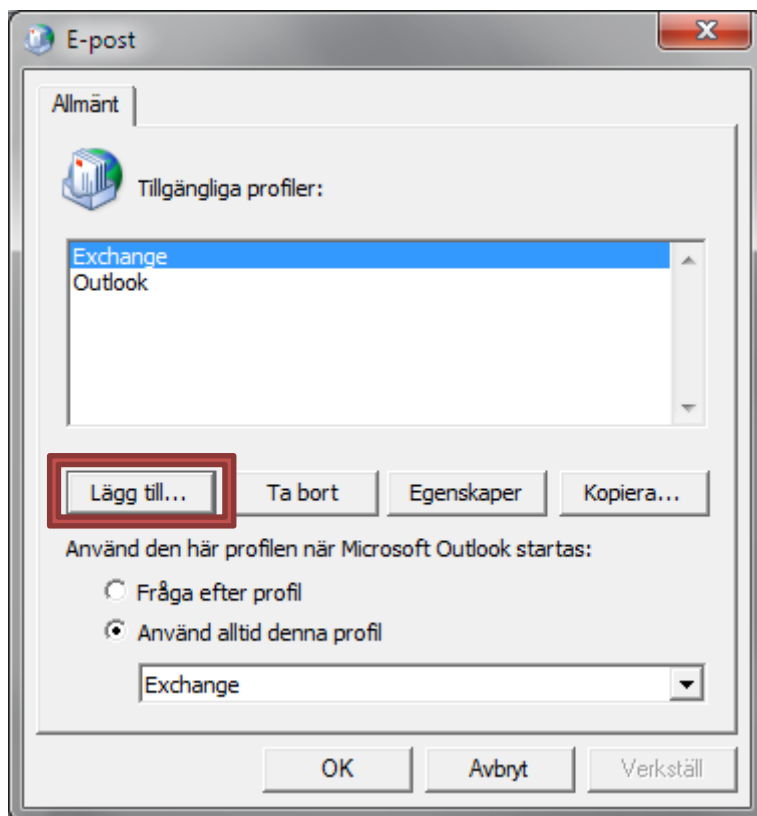 E-post
Allmänt
Tillgängliga profiler:
Exchange
Outlook
Lägg till... Ta bort Egenskaper Kopiera...
Använd den här profilen när Microsoft Outlook startas:
Fråga efter profil
Använd alltid denna profil
Exchange
OK Avbryt Verkställ